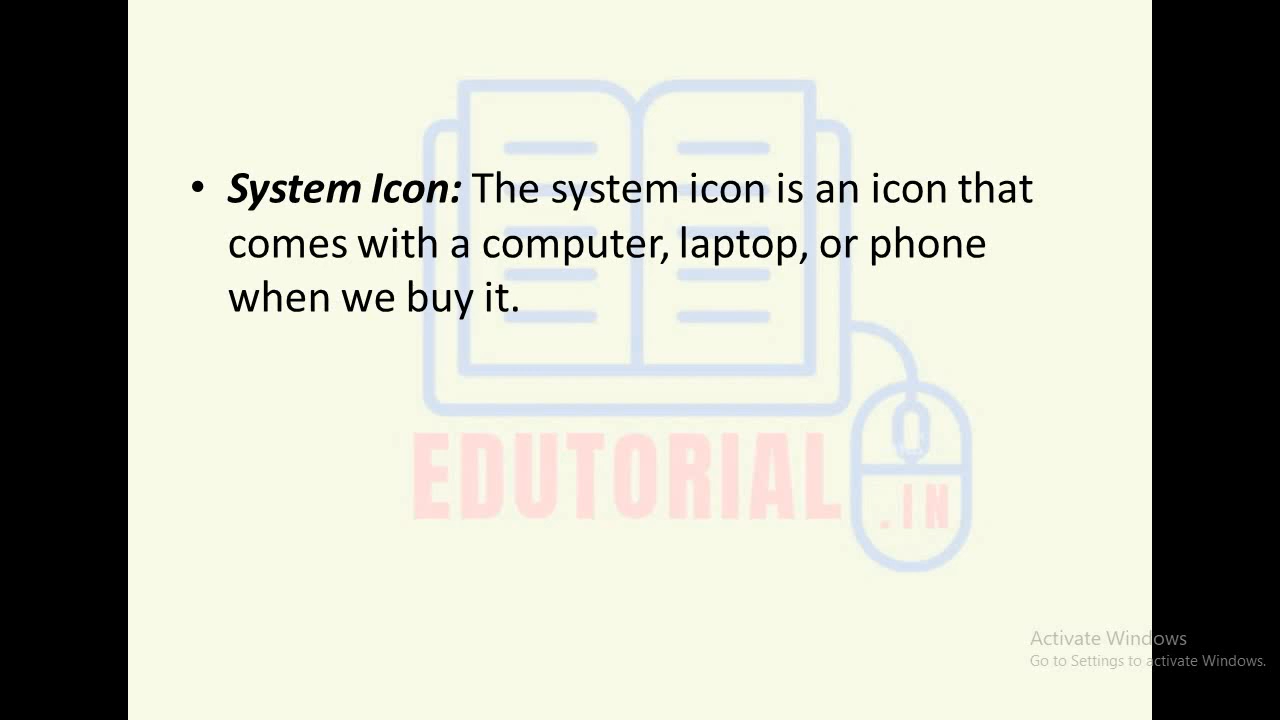 • System Icon: The system icon is an icon that
comes with a computer, laptop, or phone
when we buy it.
EDUTORIAL
.IN
Activate Windows
Go to Settings to activate Windows.